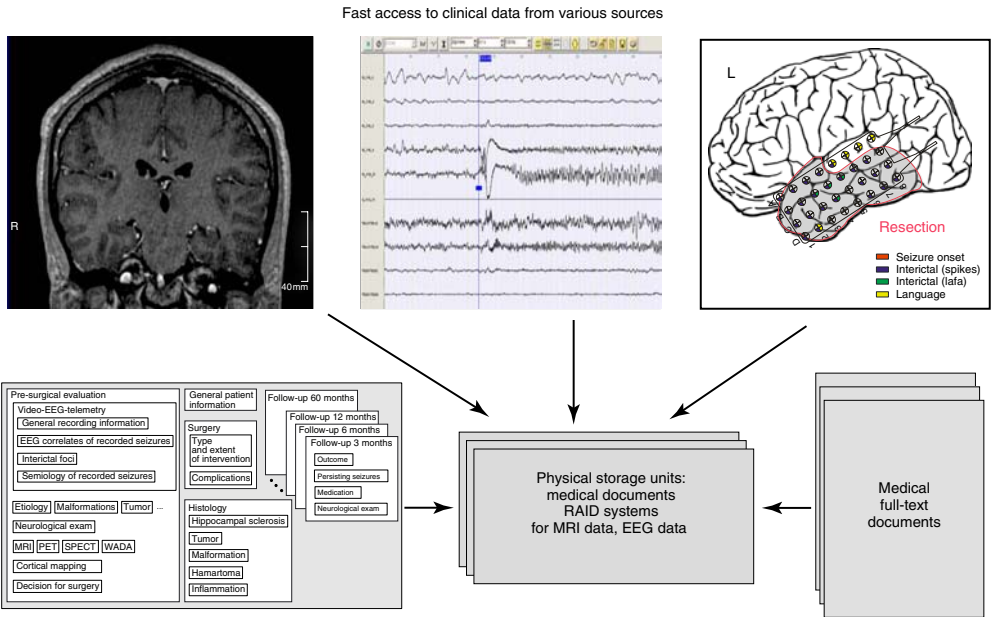 Fast access to clinical data from various sources
R
40mm
L
Resection
Seizure onset
Interictal (spikes)
Interictal (lafa)
Language
Pre-surgical evaluation
Video-EEG-telemetry
General recording information
EEG correlates of recorded seizures
Interictal foci
Semiology of recorded seizures
Etiology Malformations Tumor ...
Neurological exam
MRI PET SPECT WADA
Cortical mapping
Decision for surgery
General patient
information
Surgery
Type
and extent
of intervention
Complications
Histology
Hippocampal sclerosis
Tumor
Malformation
Hamartoma
Inflammation
Follow-up 60 months
Follow-up 12 months
Follow-up 6 months
Follow-up 3 months
Outcome
Persisting seizures
Medication
Neurological exam
Physical storage units:
medical documents
RAID systems
for MRI data, EEG data
Medical
full-text
documents